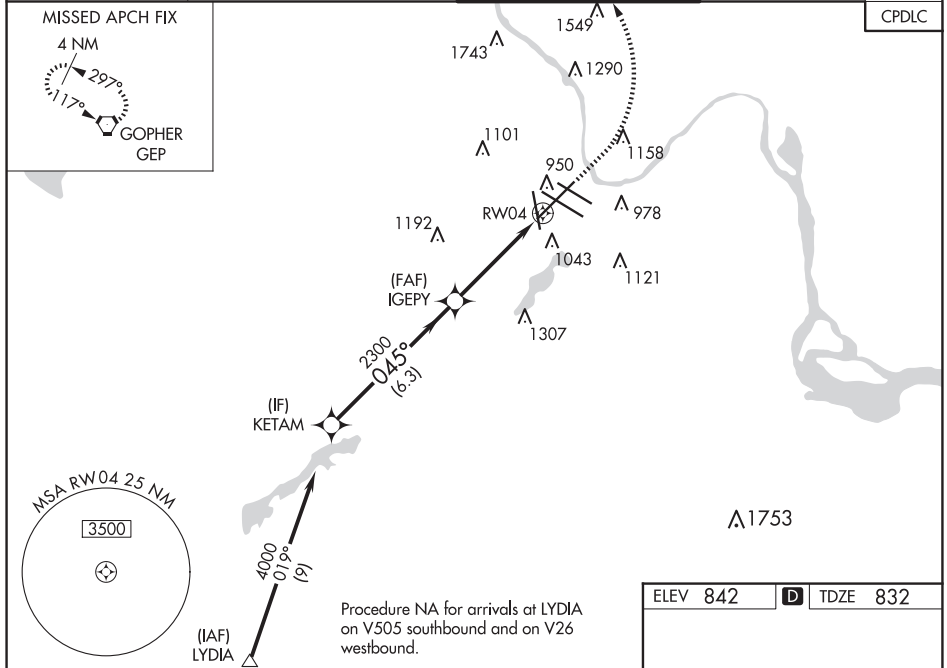 MISSED APCH FIX
4 NM
297°
117°
GOPHER
GEP
CPDLC
1549
1743
1290
1101
1158
950
RW04
978
1192
1043
1121
(FAF)
IGEPY
1307
2300
045°
(6.3)
(IF)
KETAM
MSA RW04 25 NM
3500
1753
4000
019°
(9)
(IAF)
LYDIA
Procedure NA for arrivals at LYDIA
on V505 southbound and on V26
westbound.
ELEV 842 D TDZE 832